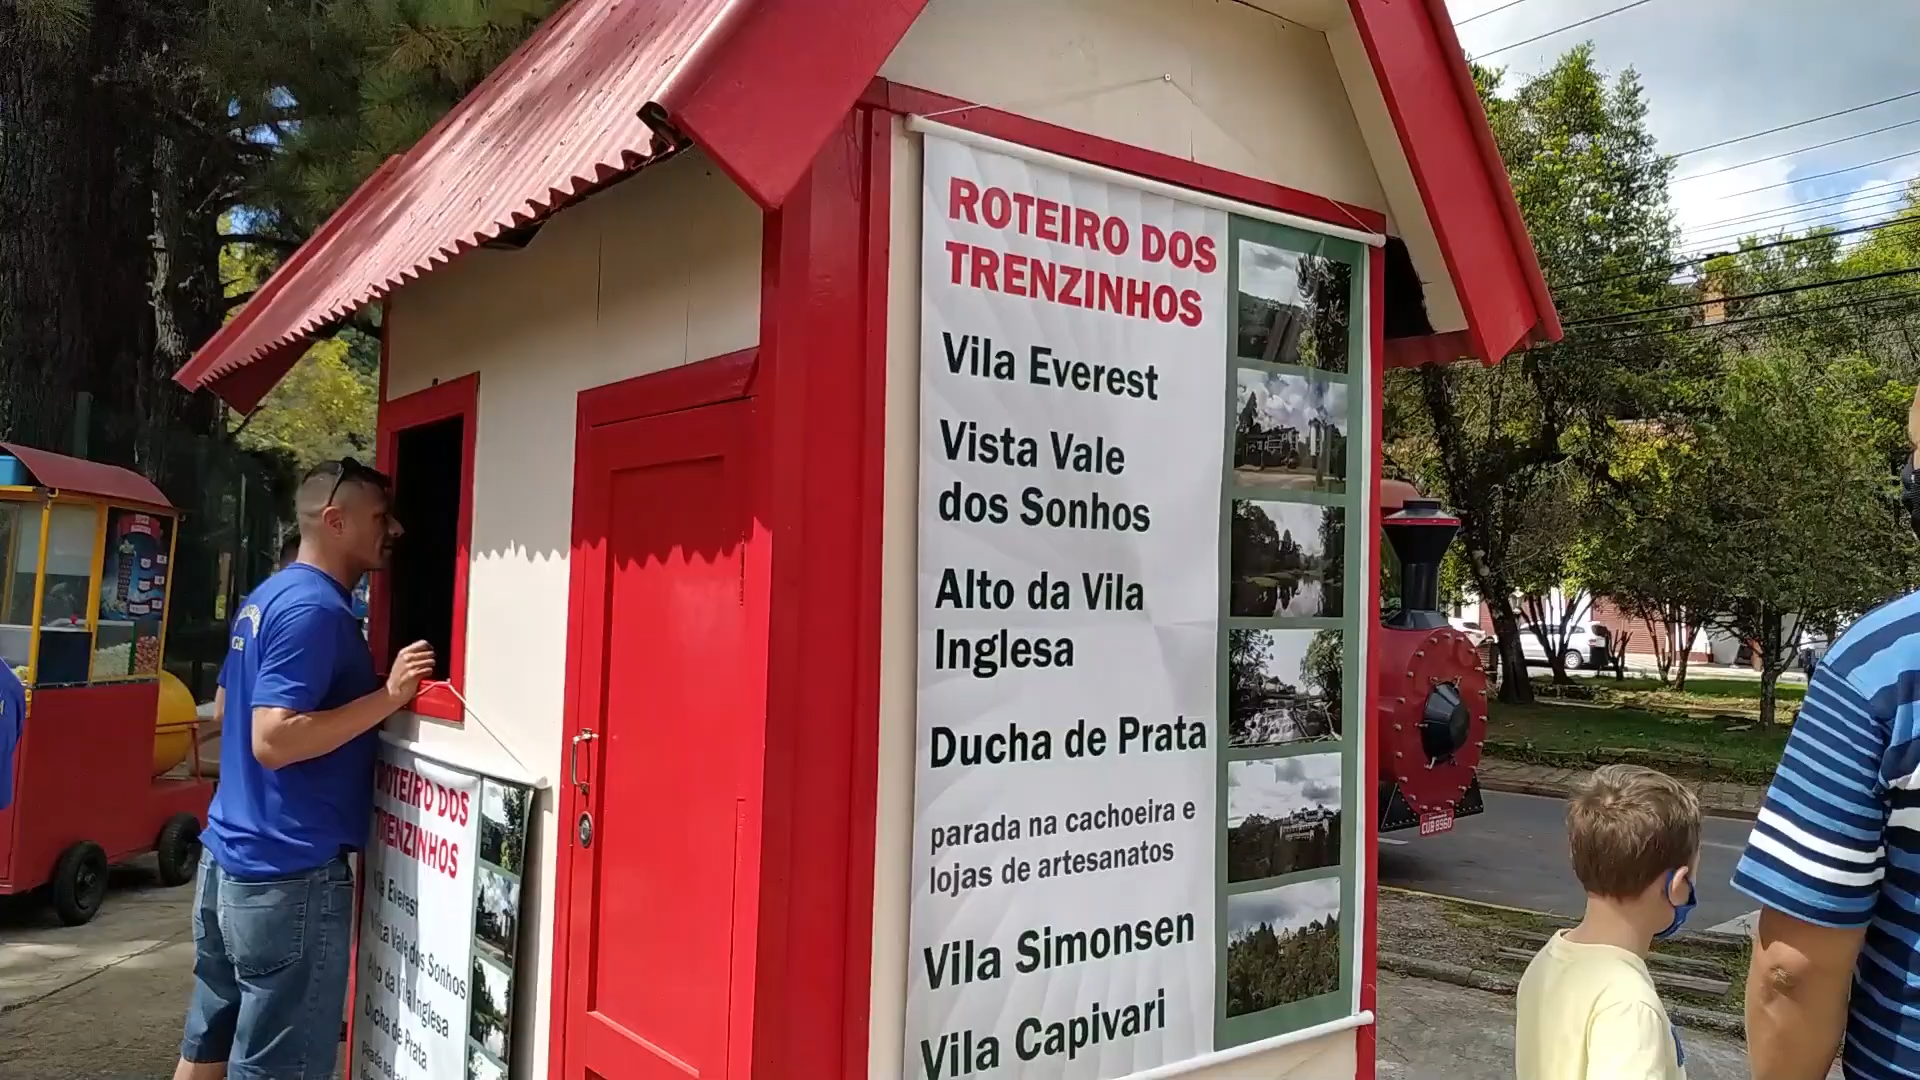 ROTEIRO DOS
TRENZINHOS
Vila Everest
Vista Vale
dos Sonhos
Alto da Vila
Inglesa
Ducha de Prata
parada na cachoeira e
lojas de artesanatos
Vila Simonsen
Vila Capivari
ROTEIRO DOS
TRENZINHOS
Vila Everest
Vista Vale dos Sonhos
Alto da Vila Inglesa
Ducha de Prata
CUB 8960